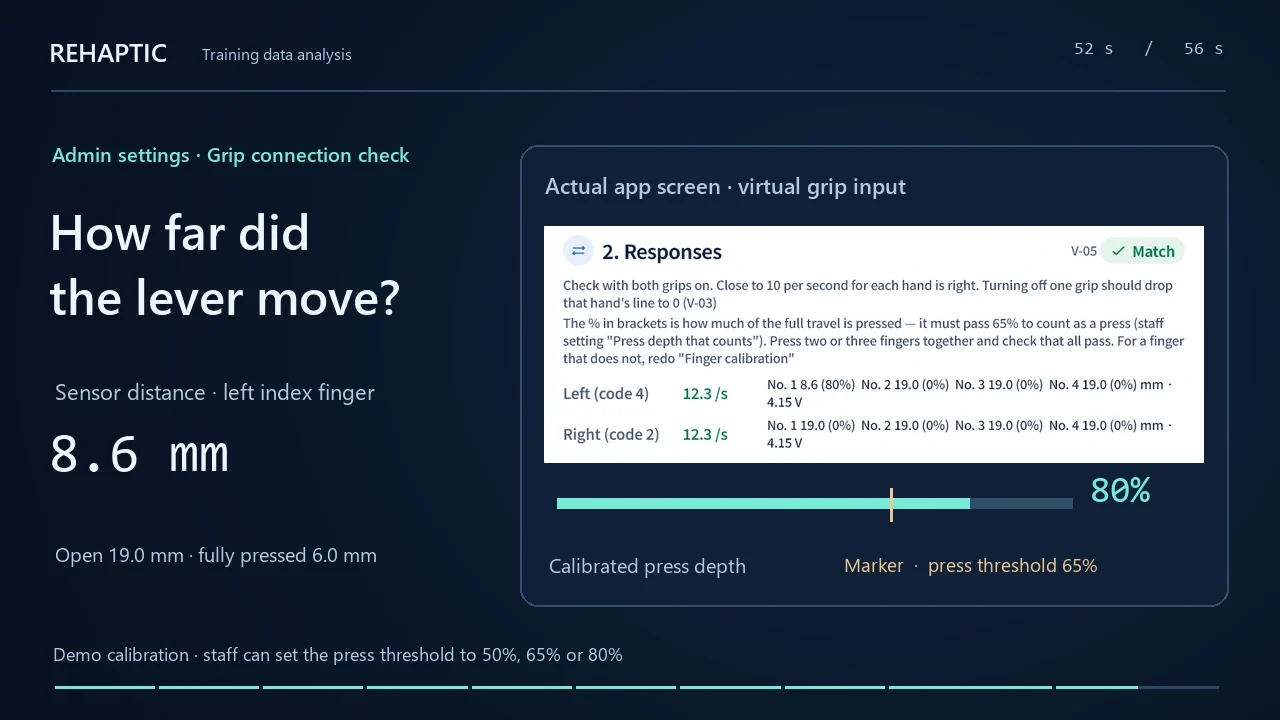 REHAPTIC Training data analysis 52 s / 56 s
Admin settings · Grip connection check
How far did
the lever move?
Sensor distance · left index finger
8.6 mm
Open 19.0 mm · fully pressed 6.0 mm
Actual app screen · virtual grip input
2. Responses V-05 ✓ Match
Check with both grips on. Close to 10 per second for each hand is right. Turning off one grip should drop
that hand's line to 0 (V-03)
The % in brackets is how much of the full travel is pressed — it must pass 65% to count as a press (staff
setting "Press depth that counts"). Press two or three fingers together and check that all pass. For a finger
that does not, redo "Finger calibration"
Left (code 4) 12.3 /s No. 1 8.6 (80%) No. 2 19.0 (0%) No. 3 19.0 (0%) No. 4 19.0 (0%) mm ·
4.15 V
Right (code 2) 12.3 /s No. 1 19.0 (0%) No. 2 19.0 (0%) No. 3 19.0 (0%) No. 4 19.0 (0%) mm ·
4.15 V
80%
Calibrated press depth Marker · press threshold 65%
Demo calibration · staff can set the press threshold to 50%, 65% or 80%